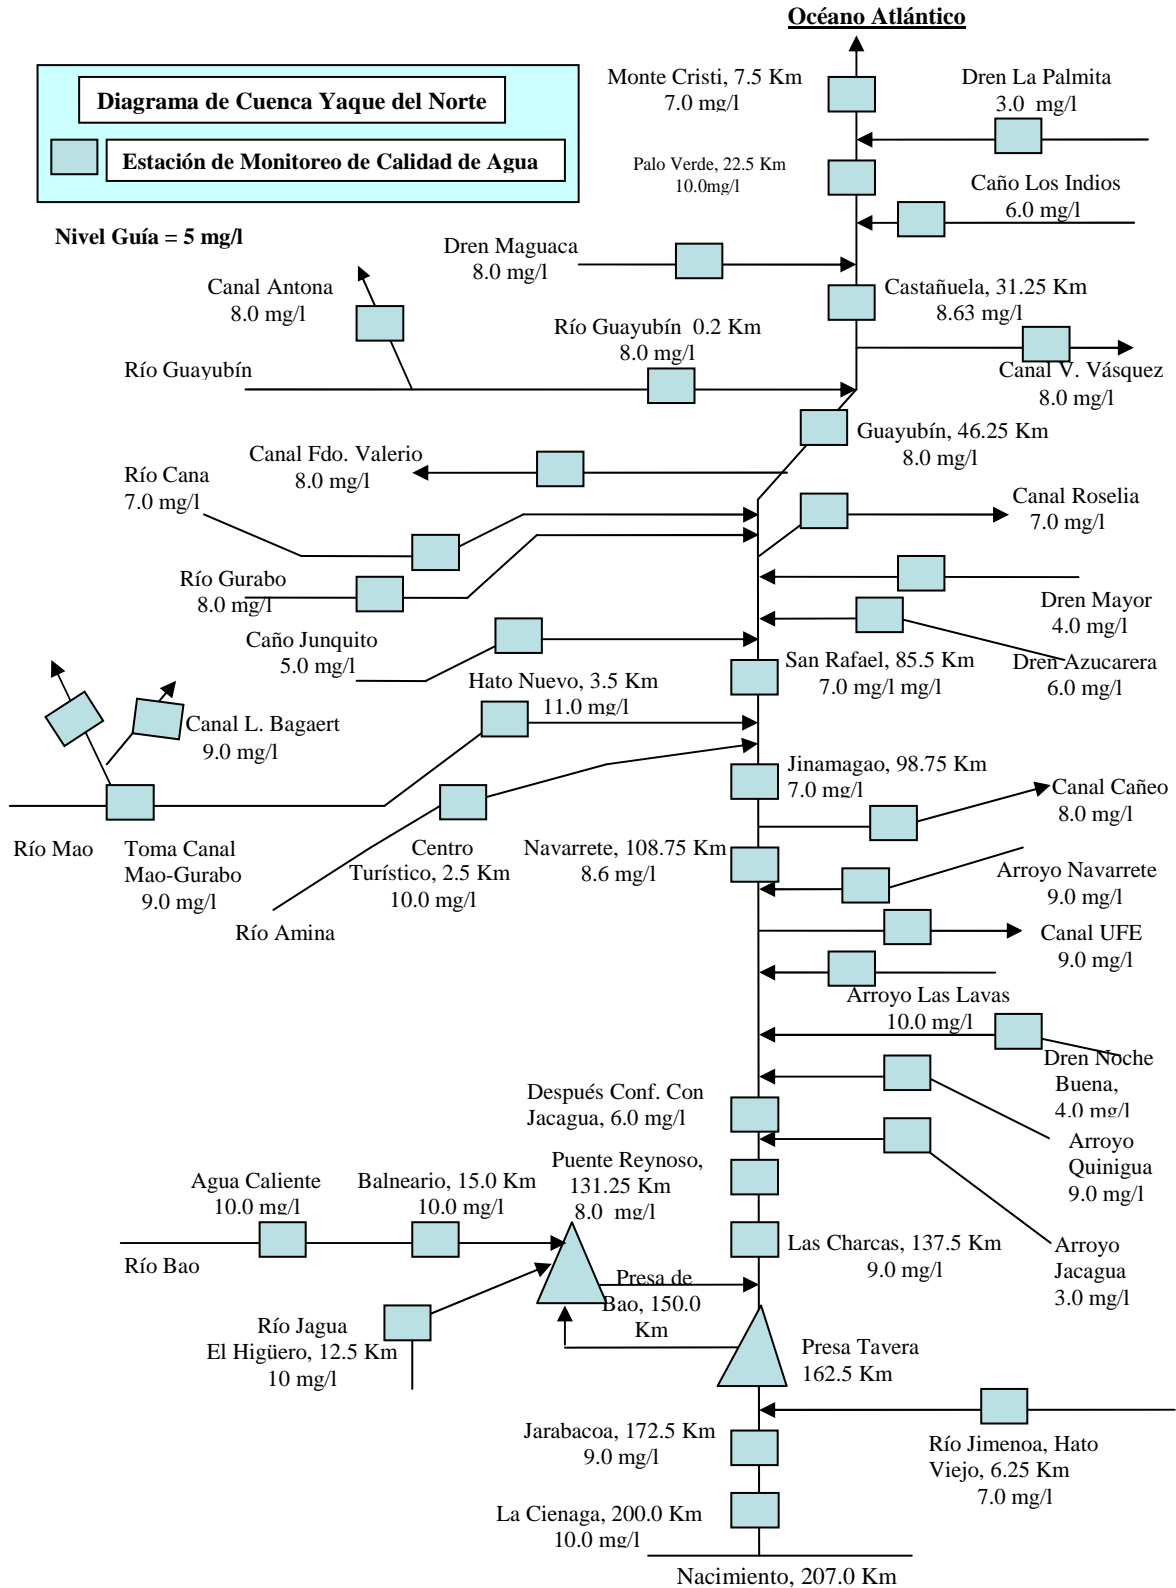 Océano Atlántico
Diagrama de Cuenca Yaque del Norte
Estación de Monitoreo de Calidad de Agua
Nivel Guía = 5 mg/l
Monte Cristi, 7.5 Km
7.0 mg/l
Dren La Palmita
3.0 mg/l
Palo Verde, 22.5 Km
10.0mg/l
Caño Los Indios
6.0 mg/l
Dren Maguaca
8.0 mg/l
Canal Antona
8.0 mg/l
Castañuela, 31.25 Km
8.63 mg/l
Río Guayubín 0.2 Km
8.0 mg/l
Río Guayubín
Canal V. Vásquez
8.0 mg/l
Guayubín, 46.25 Km
8.0 mg/l
Canal Fdo. Valerio
8.0 mg/l
Río Cana
7.0 mg/l
Canal Roselia
7.0 mg/l
Río Gurabo
8.0 mg/l
Dren Mayor
4.0 mg/l
Caño Junquito
5.0 mg/l
San Rafael, 85.5 Km
7.0 mg/l mg/l
Dren Azucarera
6.0 mg/l
Hato Nuevo, 3.5 Km
11.0 mg/l
Canal L. Bagaert
9.0 mg/l
Jinamagao, 98.75 Km
7.0 mg/l
Canal Cañeo
8.0 mg/l
Río Mao
Toma Canal
Mao-Gurabo
9.0 mg/l
Centro
Turístico, 2.5 Km
10.0 mg/l
Navarrete, 108.75 Km
8.6 mg/l
Arroyo Navarrete
9.0 mg/l
Río Amina
Canal UFE
9.0 mg/l
Arroyo Las Lavas
10.0 mg/l
Dren Noche
Buena,
4.0 mg/l
Después Conf. Con
Jacagua, 6.0 mg/l
Arroyo
Quinigua
9.0 mg/l
Puente Reynoso,
131.25 Km
8.0 mg/l
Agua Caliente
10.0 mg/l
Balneario, 15.0 Km
10.0 mg/l
Las Charcas, 137.5 Km
9.0 mg/l
Arroyo
Jacagua
3.0 mg/l
Río Bao
Presa de
Bao, 150.0
Km
Río Jagua
El Higüero, 12.5 Km
10 mg/l
Presa Tavera
162.5 Km
Jarabacoa, 172.5 Km
9.0 mg/l
Río Jimenoa, Hato
Viejo, 6.25 Km
7.0 mg/l
La Cienaga, 200.0 Km
10.0 mg/l
Nacimiento, 207.0 Km